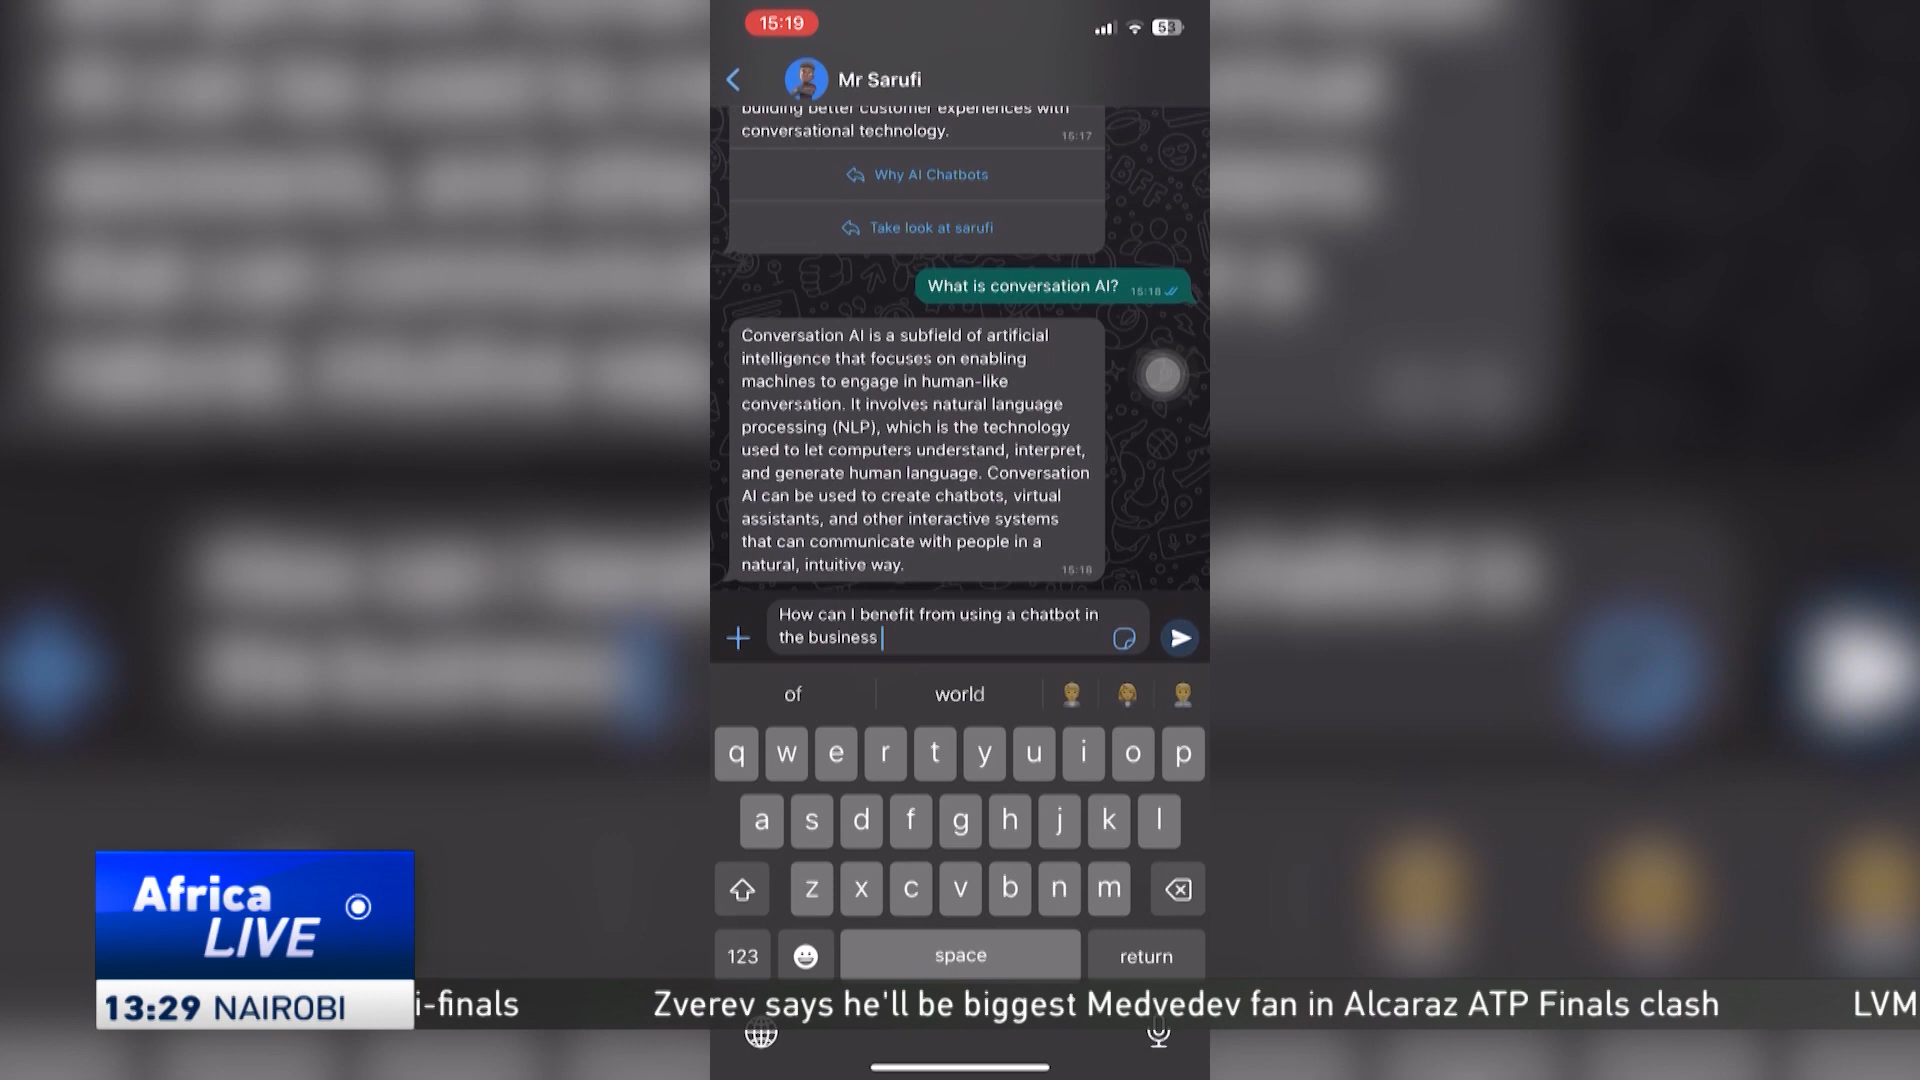 15:19
53
Mr Sarufi
building better customer experiences with
conversational technology.
15:17
Why AI Chatbots
Take look at sarufi
What is conversation AI?
15:18
Conversation AI is a subfield of artificial
intelligence that focuses on enabling
machines to engage in human-like
conversation. It involves natural language
processing (NLP), which is the technology
used to let computers understand, interpret,
and generate human language. Conversation
AI can be used to create chatbots, virtual
assistants, and other interactive systems
that can communicate with people in a
natural, intuitive way.
15:18
How can I benefit from using a chatbot in
the business
of world
q w e r t y u i o p
a s d f g h j k l
z x c v b n m
123 space return
Africa
LIVE
13:29 NAIROBI
i-finals Zverev says he'll be biggest Medvedev fan in Alcaraz ATP Finals clash LVM